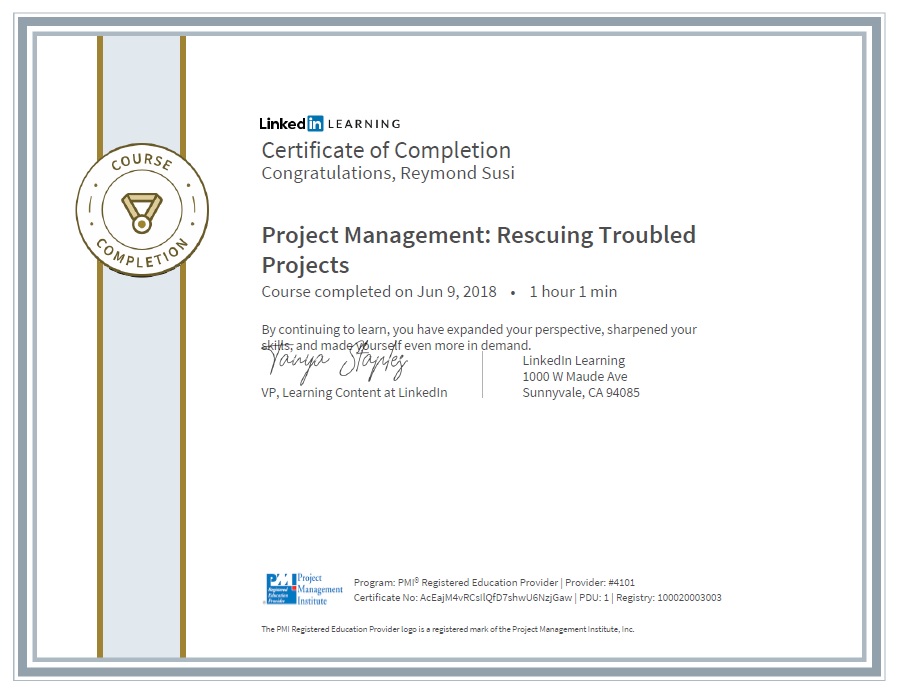 COURSE
COMPLETION
Linked in LEARNING
Certificate of Completion
Congratulations, Reymond Susi
Project Management: Rescuing Troubled
Projects
Course completed on Jun 9, 2018 • 1 hour 1 min
By continuing to learn, you have expanded your perspective, sharpened your
skills, and made yourself even more in demand.
Tanya Staples
VP, Learning Content at LinkedIn
LinkedIn Learning
1000 W Maude Ave
Sunnyvale, CA 94085
PMI
Registered
Education
Provider
Project
Management
Institute
Program: PMI® Registered Education Provider | Provider: #4101
Certificate No: AcEajM4vRCsIlQfD7shwU6NzjGaw | PDU: 1 | Registry: 100020003003
The PMI Registered Education Provider logo is a registered mark of the Project Management Institute, Inc.